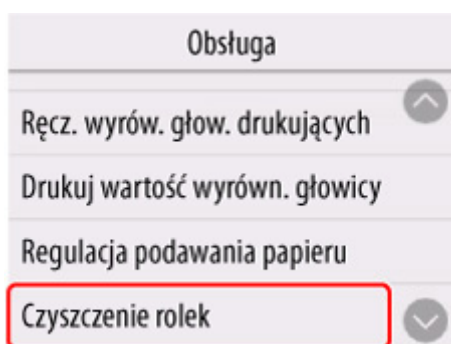 Obsługa
Ręcz. wyrów. głow. drukujących
Drukuj wartość wyrówn. głowicy
Regulacja podawania papieru
Czyszczenie rolek